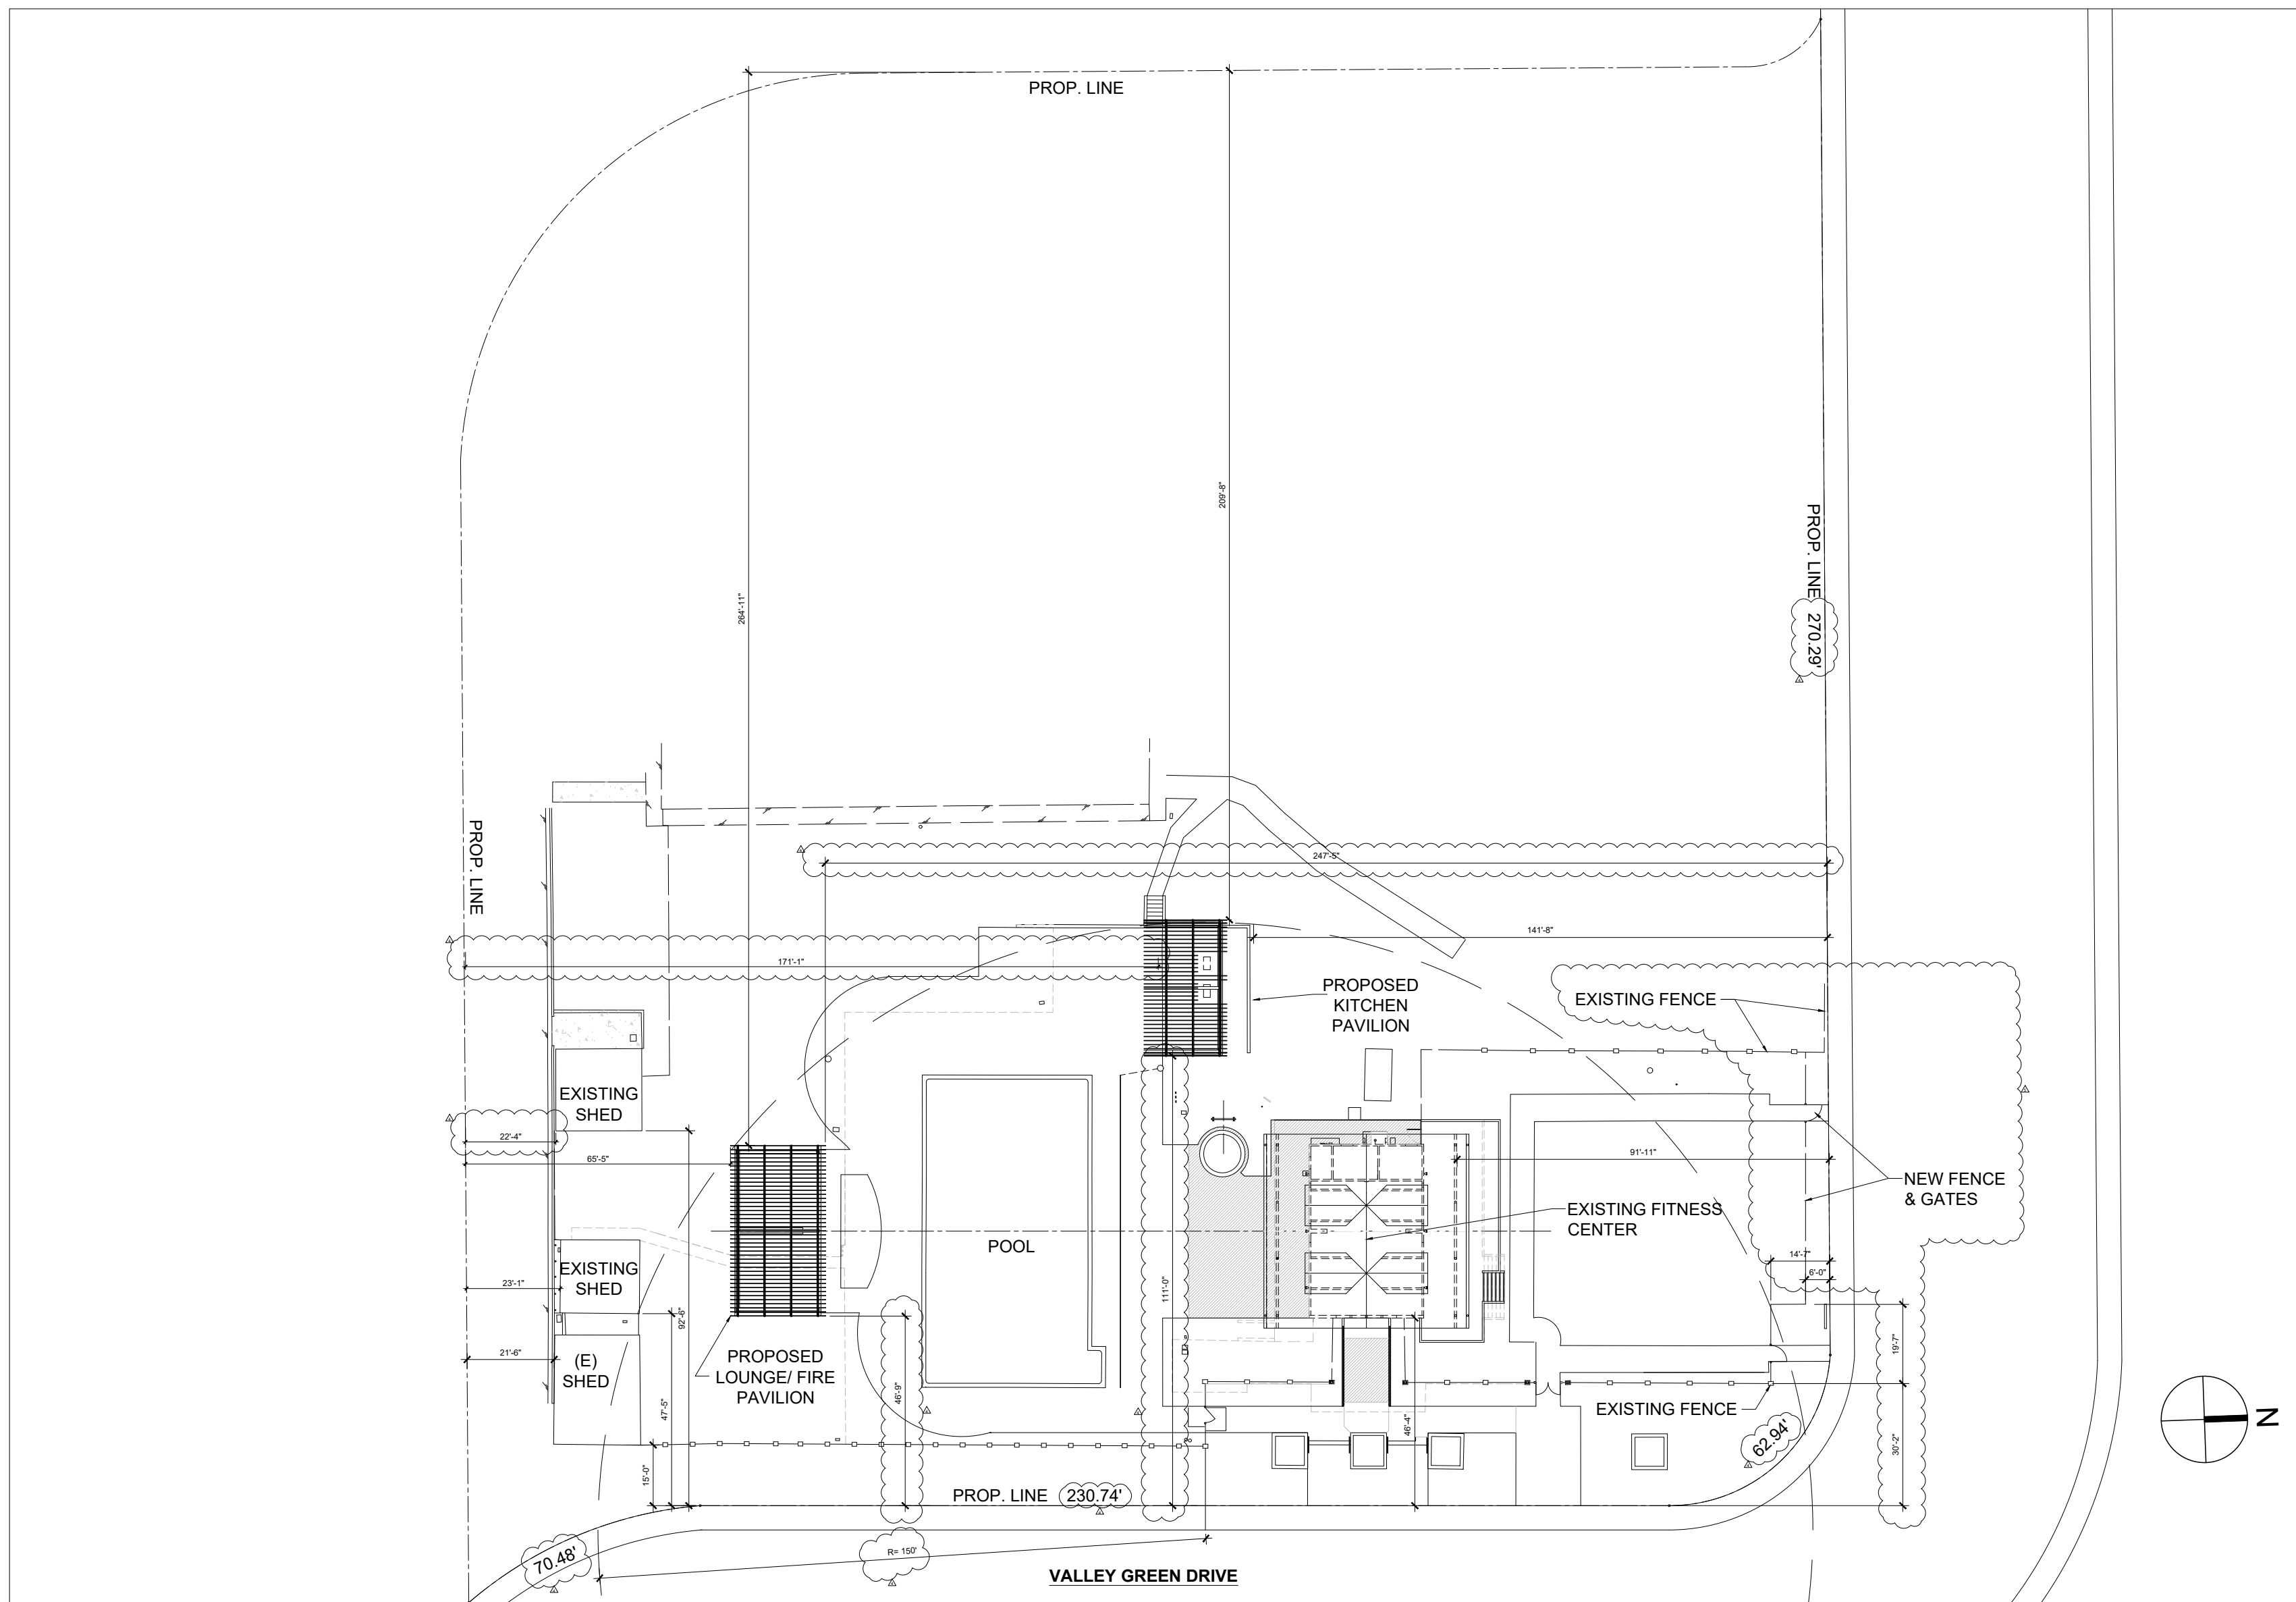 PROP. LINE
209'-8"
264'-11"
PROP. LINE
270.29'
PROP. LINE
247'-5"
141'-8"
171'-1"
PROPOSED
KITCHEN
PAVILION
EXISTING FENCE
EXISTING
SHED
22'-4"
65'-5"
91'-11"
NEW FENCE
& GATES
EXISTING FITNESS
CENTER
POOL
14'-7"
6'-0"
EXISTING
SHED
23'-1"
92'-6"
111'-0"
19'-7"
21'-6"
(E)
SHED
PROPOSED
LOUNGE/ FIRE
PAVILION
47'-5"
46'-9"
46'-4"
EXISTING FENCE
62.94'
30'-2"
15'-0"
PROP. LINE
230.74'
70.48'
R= 150'
VALLEY GREEN DRIVE
N